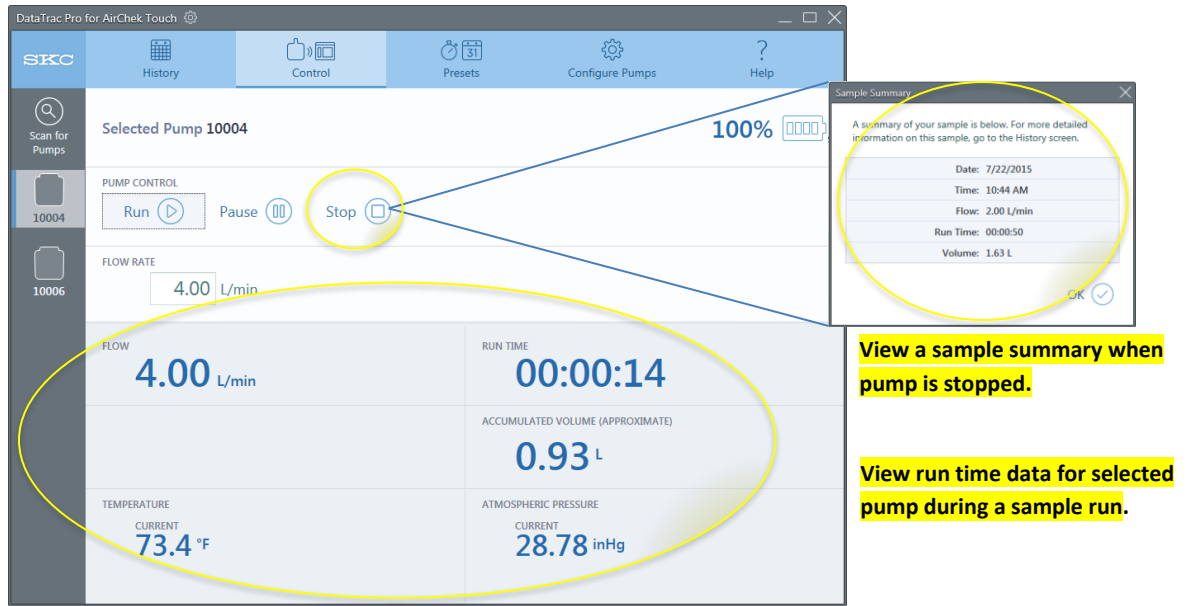 DataTrac Pro for AirChek Touch
SKC
History
Control
31
Presets
Configure Pumps
?
Help
Scan for
Pumps
10004
10006
Selected Pump 10004
100%
PUMP CONTROL
Run
Pause
Stop
FLOW RATE
4.00 L/min
FLOW
4.00 L/min
RUN TIME
00:00:14
ACCUMULATED VOLUME (APPROXIMATE)
0.93 L
TEMPERATURE
CURRENT
73.4 °F
ATMOSPHERIC PRESSURE
CURRENT
28.78 inHg
Sample Summary
A summary of your sample is below. For more detailed
information on this sample, go to the History screen.
Date: 7/22/2015
Time: 10:44 AM
Flow: 2.00 L/min
Run Time: 00:00:50
Volume: 1.63 L
OK
View a sample summary when
pump is stopped.
View run time data for selected
pump during a sample run.